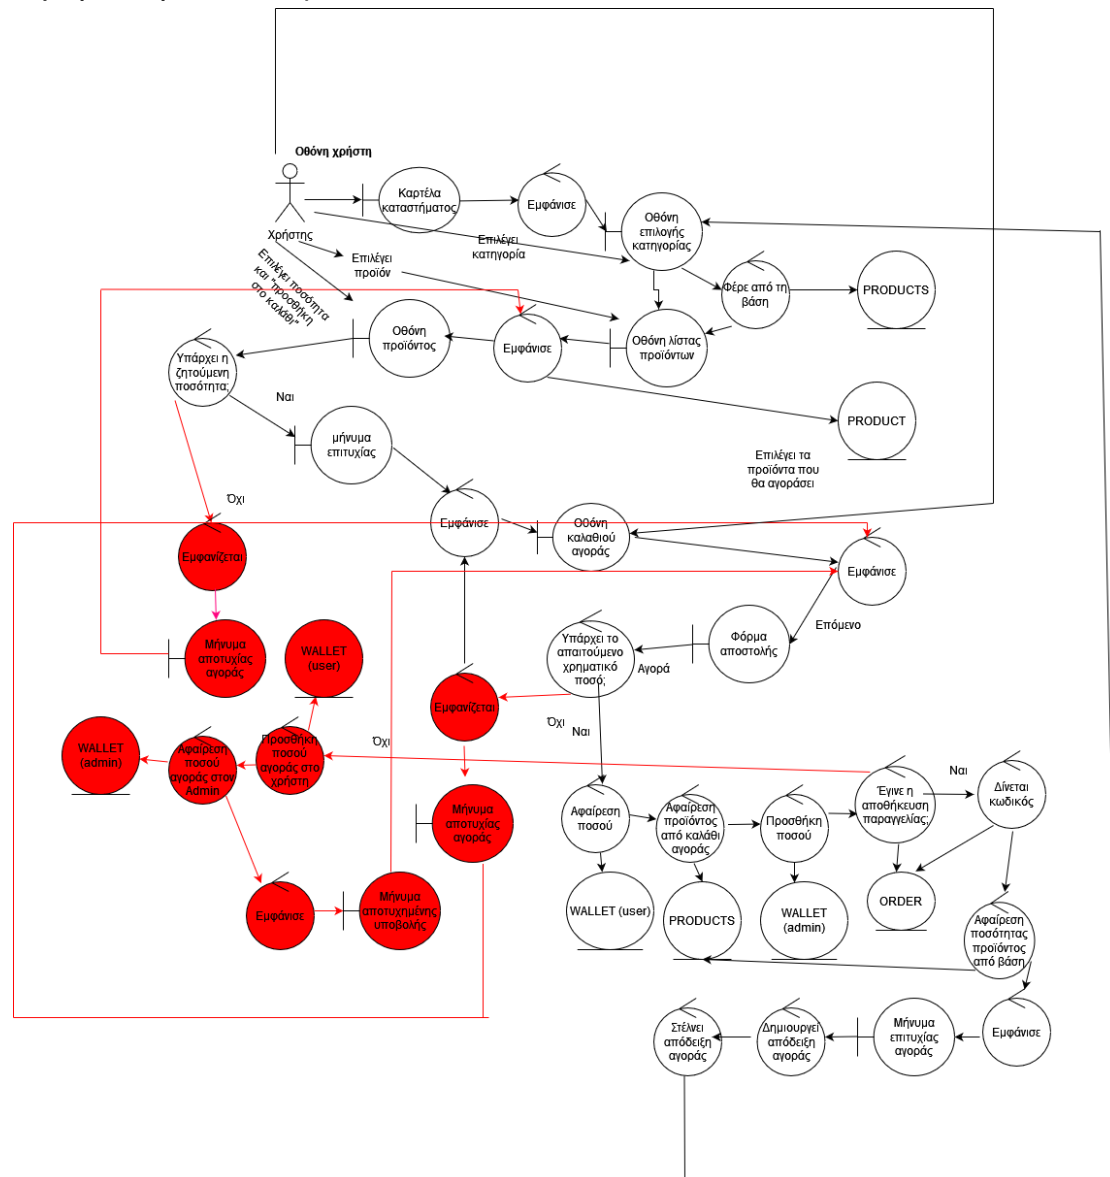 Οθόνη χρήστη
Χρήστης
Καρτέλα
καταστήματος
Εμφάνισε
Οθόνη
επιλογής
κατηγορίας
Επιλέγει
κατηγορία
Επιλέγει
προϊόν
Επιλέγει ποσότητα
και "προσθήκη
στο καλάθι"
Φέρε από τη
βάση
PRODUCTS
Οθόνη
προϊόντος
Εμφάνισε
Οθόνη λίστας
προϊόντων
Υπάρχει η
ζητούμενη
ποσότητα;
Ναι
PRODUCT
μήνυμα
επιτυχίας
Επιλέγει τα
προϊόντα που
θα αγοράσει
Όχι
Εμφάνισε
Οθόνη
καλαθιού
αγοράς
Εμφανίζεται
Εμφάνισε
Επόμενο
Μήνυμα
αποτυχίας
αγοράς
WALLET
(user)
Υπάρχει το
απαιτούμενο
χρηματικό
ποσό;
Αγορά
Φόρμα
αποστολής
Εμφανίζεται
Όχι
Ναι
Όχι
WALLET
(admin)
Αφαίρεση
ποσού
αγοράς στον
Admin
Προσθήκη
ποσού
αγοράς στο
χρήστη
Μήνυμα
αποτυχίας
αγοράς
Αφαίρεση
ποσού
Αφαίρεση
προϊόντος
από καλάθι
αγοράς
Προσθήκη
ποσού
Έγινε η
αποθήκευση
παραγγελίας;
Ναι
Δίνεται
κωδικός
Εμφάνισε
Μήνυμα
αποτυχημένης
υποβολής
WALLET (user)
PRODUCTS
WALLET
(admin)
ORDER
Αφαίρεση
ποσότητας
προϊόντος
από βάση
Στέλνει
απόδειξη
αγοράς
Δημιουργεί
απόδειξη
αγοράς
Μήνυμα
επιτυχίας
αγοράς
Εμφάνισε